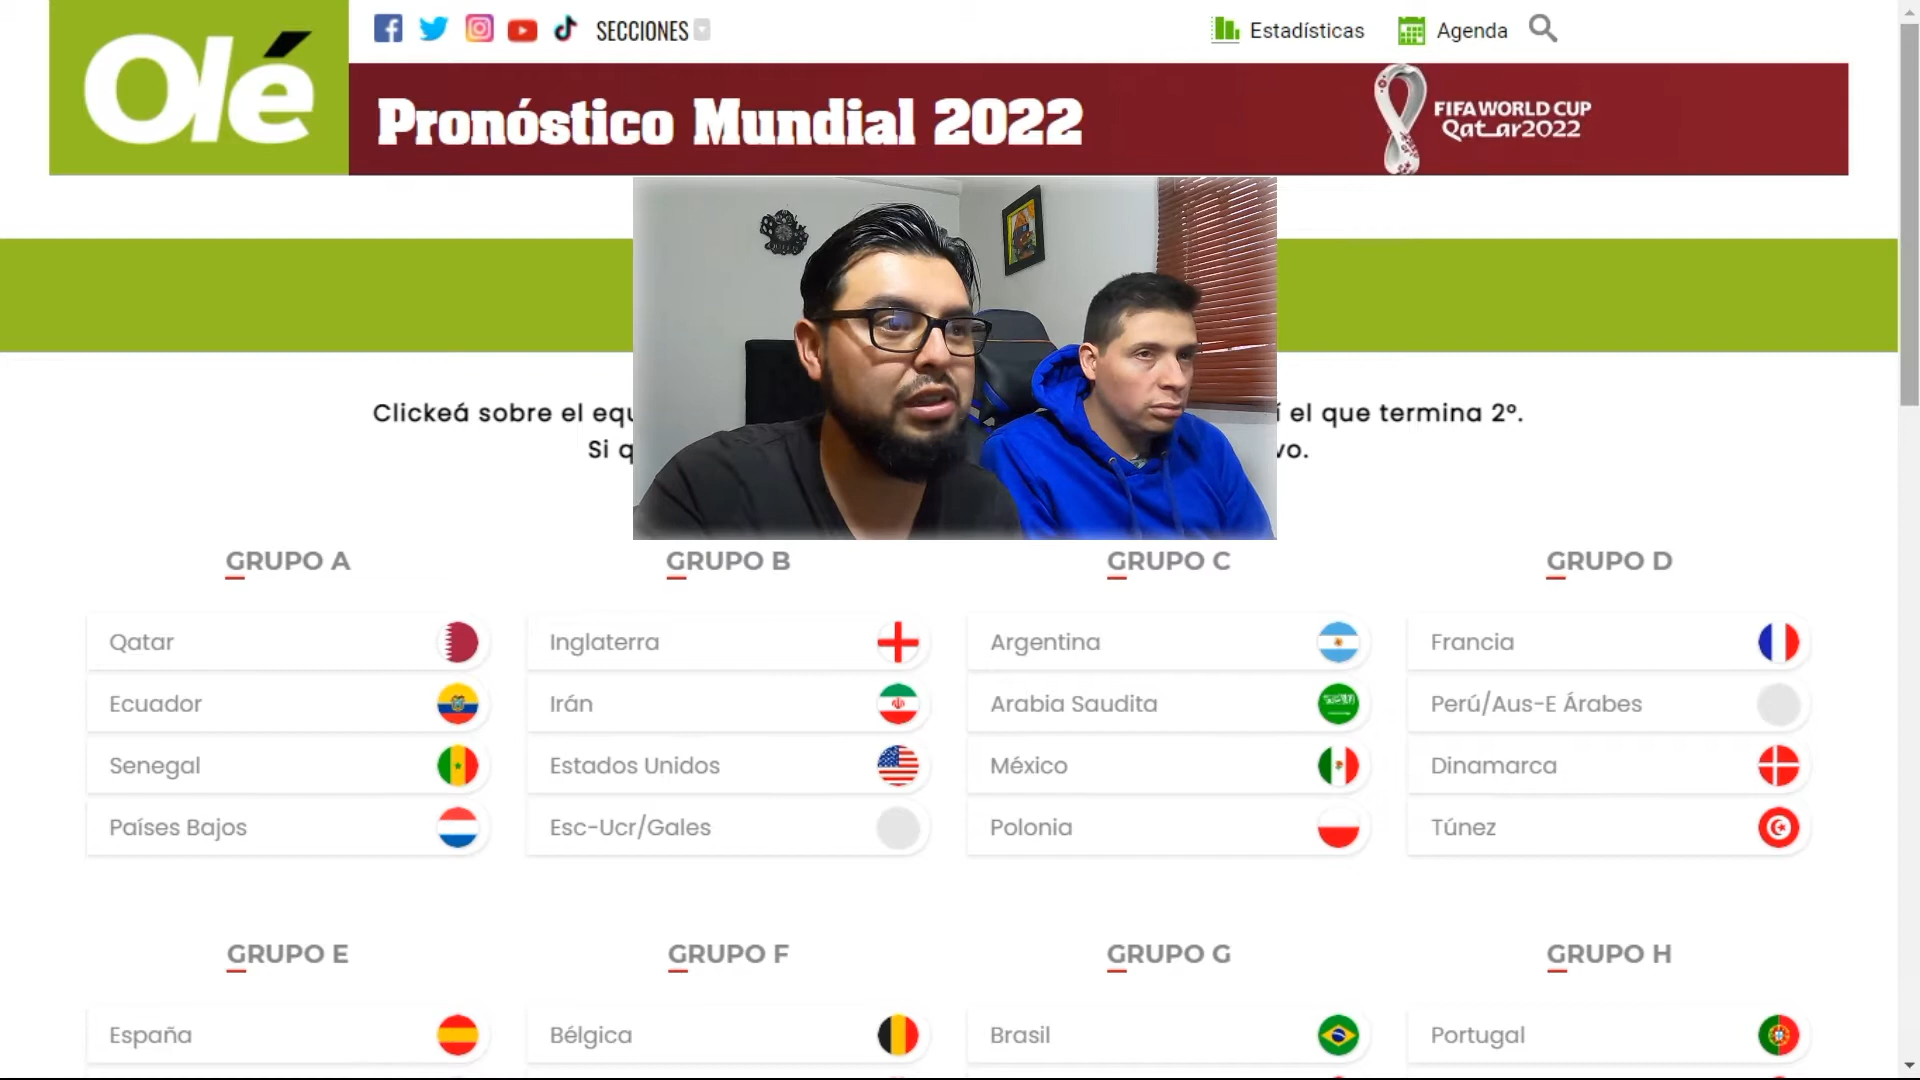 Olé
SECCIONES
Estadísticas
Agenda
Pronóstico Mundial 2022
FIFA WORLD CUP
Qatar2022
Clickeá sobre el equ
el que termina 2º.
Si q
vo.
GRUPO A
GRUPO B
GRUPO C
GRUPO D
Qatar
Inglaterra
Argentina
Francia
Ecuador
Irán
Arabia Saudita
Perú/Aus-E Árabes
Senegal
Estados Unidos
México
Dinamarca
Países Bajos
Esc-Ucr/Gales
Polonia
Túnez
GRUPO E
GRUPO F
GRUPO G
GRUPO H
España
Bélgica
Brasil
Portugal